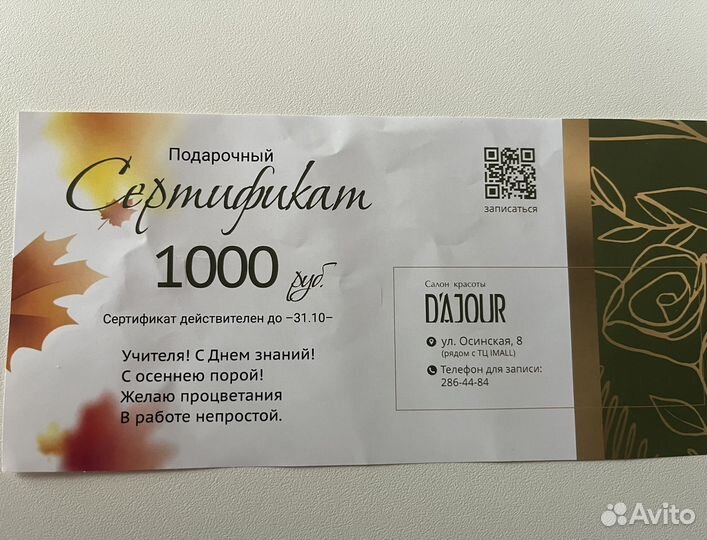 Подарочный
Сертификат
1000 руб.
Сертификат действителен до –31.10–
Учителя! С Днем знаний!
С осеннею порой!
Желаю процветания
В работе непростой.
записаться
Салон красоты
D'AJOUR
ул. Осинская, 8
(рядом с ТЦ IMALL)
Телефон для записи:
286-44-84
Avito